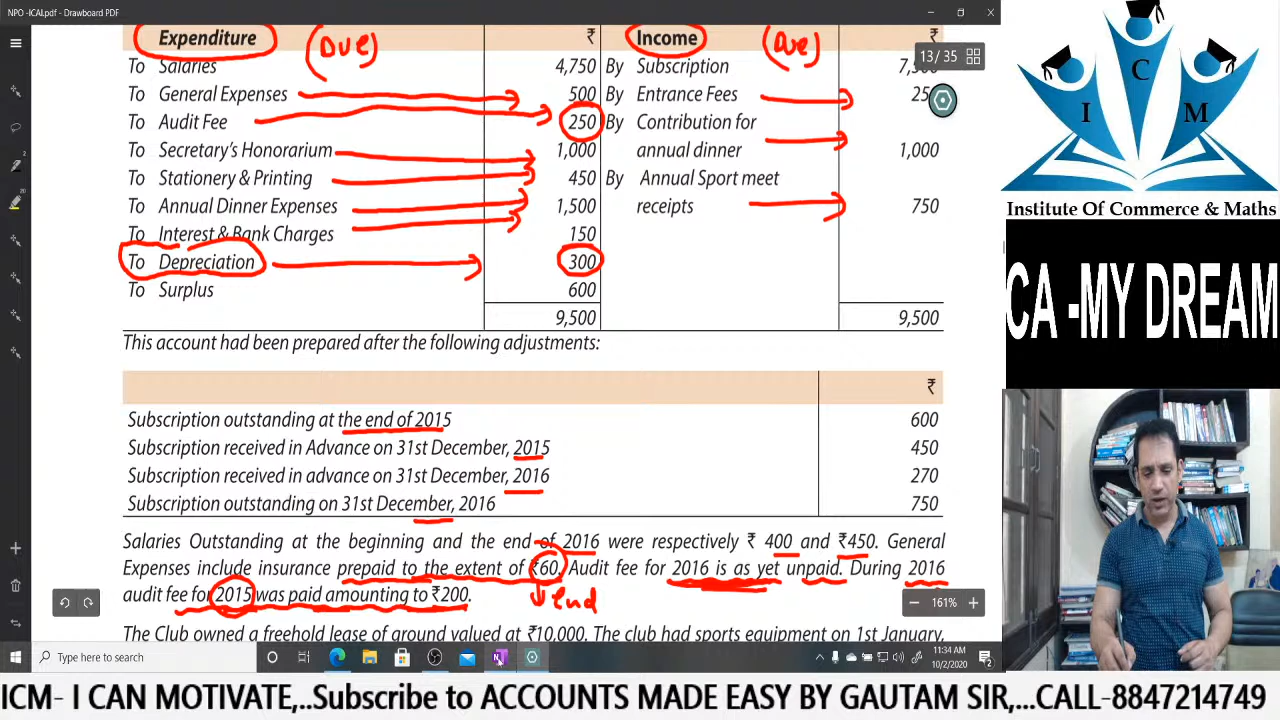 NPO -ICAI.pdf - Drawboard PDF
Expenditure (Due) ₹ Income (Due) ₹
13 / 35
To Salaries 4,750 By Subscription
To General Expenses 500 By Entrance Fees
To Audit Fee 250 By Contribution for
To Secretary's Honorarium 1,000 annual dinner 1,000
To Stationery & Printing 450 By Annual Sport meet
To Annual Dinner Expenses 1,500 receipts 750
To Interest & Bank Charges 150
To Depreciation 300
To Surplus 600
9,500 9,500
This account had been prepared after the following adjustments:
₹
Subscription outstanding at the end of 2015 600
Subscription received in Advance on 31st December, 2015 450
Subscription received in advance on 31st December, 2016 270
Subscription outstanding on 31st December, 2016 750
Salaries Outstanding at the beginning and the end of 2016 were respectively ₹ 400 and ₹450. General
Expenses include insurance prepaid to the extent of ₹60. Audit fee for 2016 is as yet unpaid. During 2016
audit fee for 2015 was paid amounting to ₹200.
end
161%
The Club owned a freehold lease of ground valued at ₹10,000. The club had sports equipment on 1st January,
I C M
Institute Of Commerce & Maths
CA -MY DREAM
Type here to search
11:34 AM
10/2/2020
2
ICM- I CAN MOTIVATE,..Subscribe to ACCOUNTS MADE EASY BY GAUTAM SIR,...CALL-8847214749